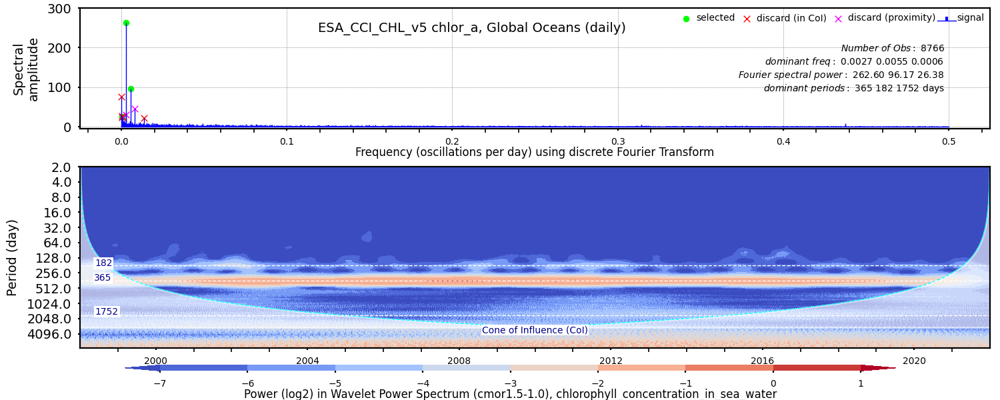 ESA_CCI_CHL_v5 chlor_a, Global Oceans (daily)
selected
discard (in CoI)
discard (proximity)
signal
Number of Obs : 8766
dominant freq : 0.0027 0.0055 0.0006
Fourier spectral power : 262.60 96.17 26.38
dominant periods : 365 182 1752 days
Spectral
amplitude
300
200
100
0
0.0 0.1 0.2 0.3 0.4 0.5
Frequency (oscillations per day) using discrete Fourier Transform
Period (day)
2.0
4.0
8.0
16.0
32.0
64.0
128.0
256.0
512.0
1024.0
2048.0
4096.0
182
365
1752
Cone of Influence (CoI)
2000 2004 2008 2012 2016 2020
−7 −6 −5 −4 −3 −2 −1 0 1
Power (log2) in Wavelet Power Spectrum (cmor1.5-1.0), chlorophyll_concentration_in_sea_water